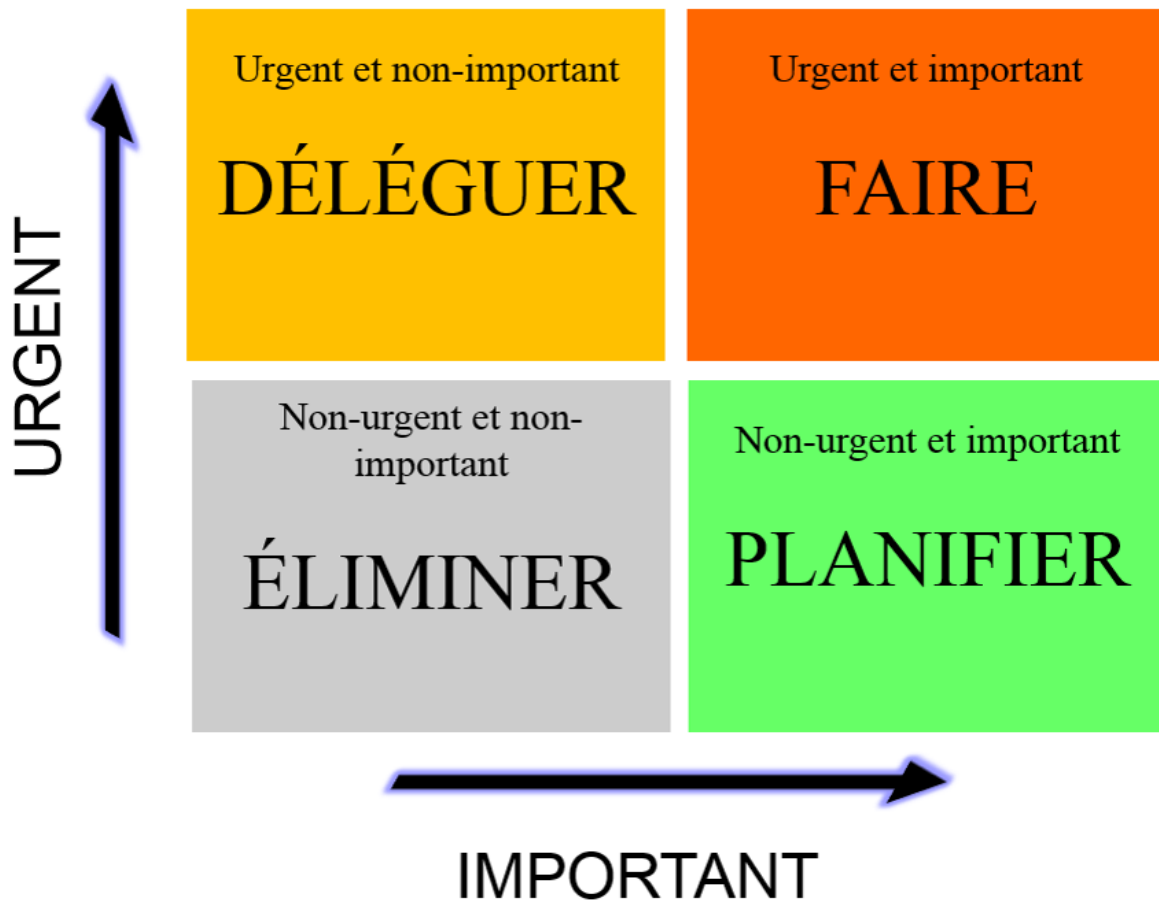 Urgent et non-important
DÉLÉGUER
Urgent et important
FAIRE
URGENT
Non-urgent et non-
important
ÉLIMINER
Non-urgent et important
PLANIFIER
IMPORTANT